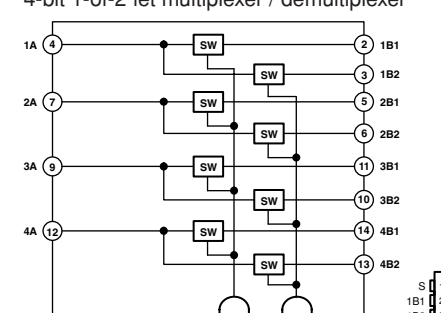 4-bit 1-of-2 fet multiplexer / demultiplexer
1A 4 SW 2 1B1
SW 3 1B2
2A 7 SW 5 2B1
SW 6 2B2
3A 9 SW 11 3B1
SW 10 3B2
4A 12 SW 14 4B1
SW 13 4B2
S
1B1